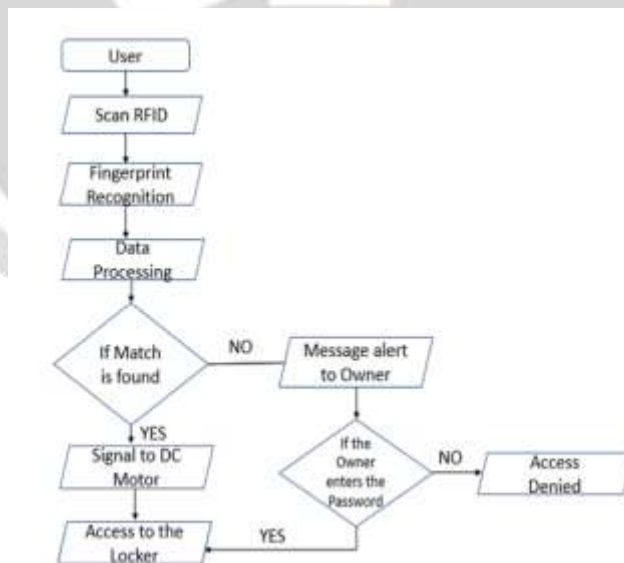 User
Scan RFID
Fingerprint
Recognition
Data
Processing
If Match
is found
NO
Message alert
to Owner
YES
Signal to DC
Motor
If the
Owner
enters the
Password
NO
Access
Denied
Access to the
Locker
YES